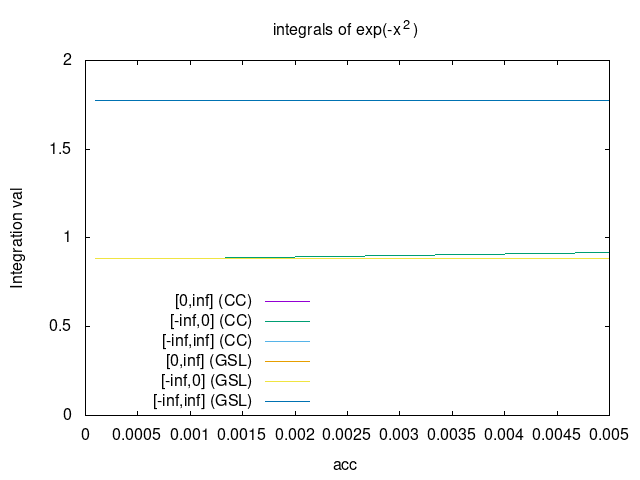 integrals of exp(-x²)
2
1.5
1
0.5
0
Integration val
[0,inf] (CC)
[-inf,0] (CC)
[-inf,inf] (CC)
[0,inf] (GSL)
[-inf,0] (GSL)
[-inf,inf] (GSL)
0 0.0005 0.001 0.0015 0.002 0.0025 0.003 0.0035 0.004 0.0045 0.005
acc